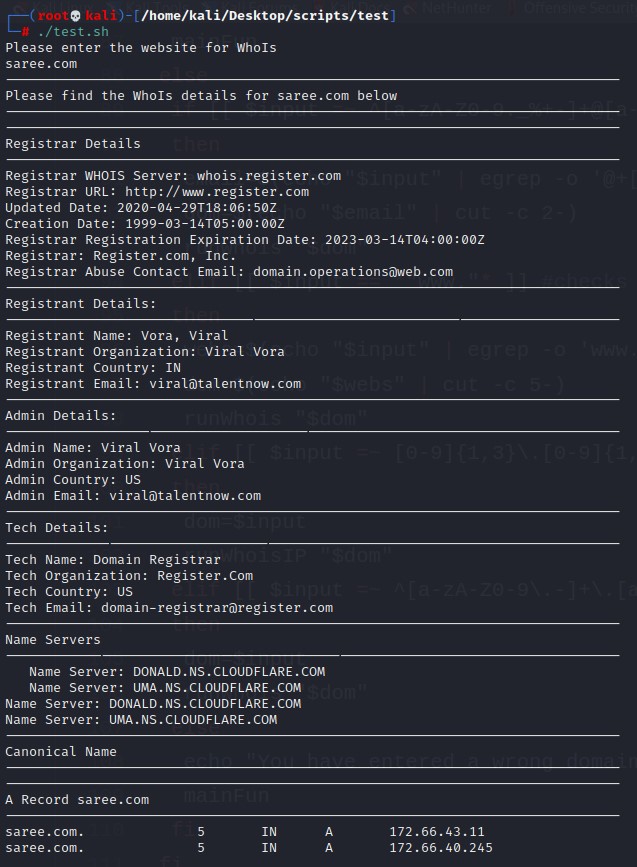 (root💀kali)-[/home/kali/Desktop/scripts/test]
# ./test.sh
Please enter the website for WhoIs
saree.com
Please find the WhoIs details for saree.com below
Registrar Details
Registrar WHOIS Server: whois.register.com
Registrar URL: http://www.register.com
Updated Date: 2020-04-29T18:06:50Z
Creation Date: 1999-03-14T05:00:00Z
Registrar Registration Expiration Date: 2023-03-14T04:00:00Z
Registrar: Register.com, Inc.
Registrar Abuse Contact Email: domain.operations@web.com
Registrant Details:
Registrant Name: Vora, Viral
Registrant Organization: Viral Vora
Registrant Country: IN
Registrant Email: viral@talentnow.com
Admin Details:
Admin Name: Viral Vora
Admin Organization: Viral Vora
Admin Country: US
Admin Email: viral@talentnow.com
Tech Details:
Tech Name: Domain Registrar
Tech Organization: Register.Com
Tech Country: US
Tech Email: domain-registrar@register.com
Name Servers
Name Server: DONALD.NS.CLOUDFLARE.COM
Name Server: UMA.NS.CLOUDFLARE.COM
Name Server: DONALD.NS.CLOUDFLARE.COM
Name Server: UMA.NS.CLOUDFLARE.COM
Canonical Name
A Record saree.com
saree.com. 5 IN A 172.66.43.11
saree.com. 5 IN A 172.66.40.245